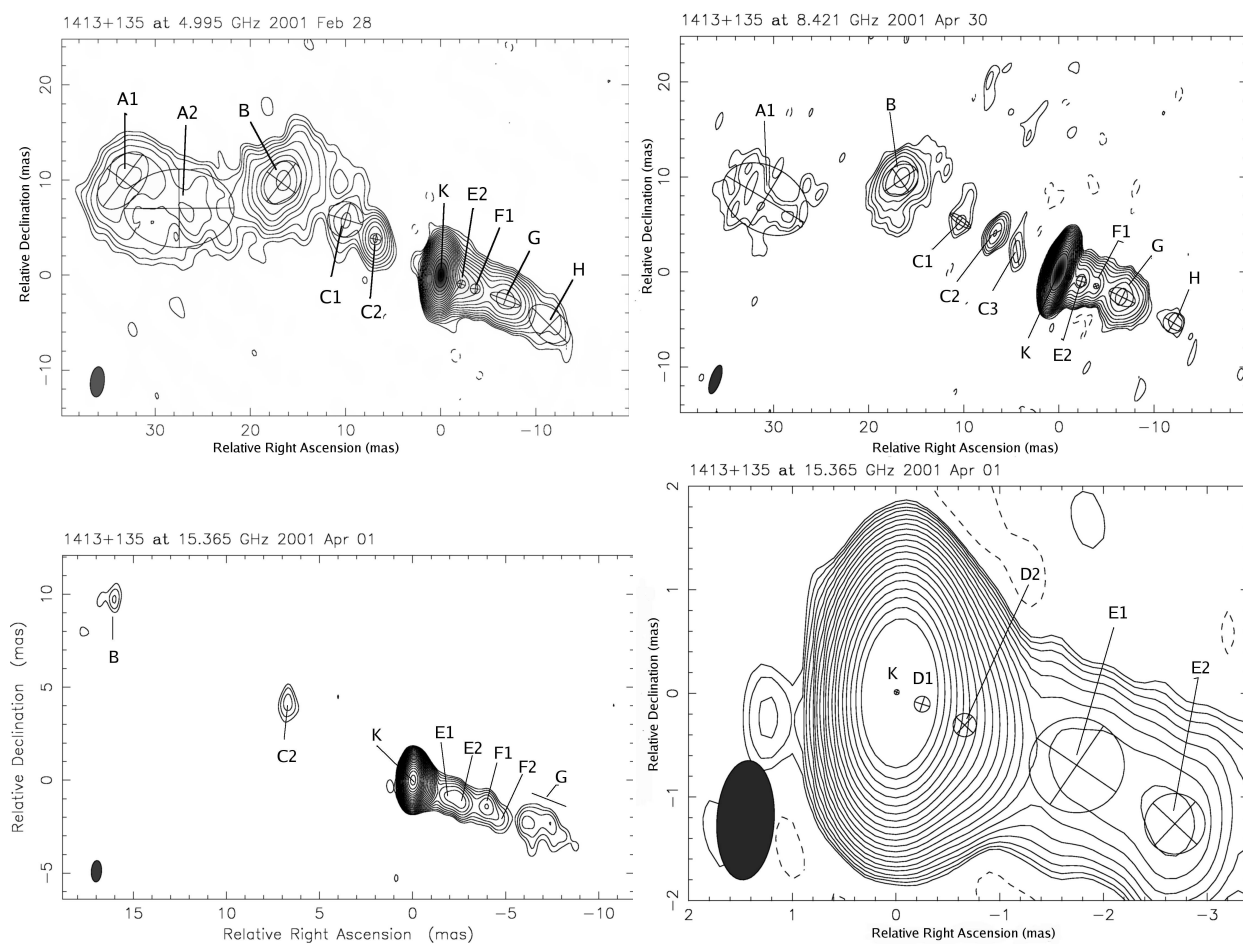 1413+135 at 4.995 GHz 2001 Feb 28
A1
A2
B
K
E2
F1
G
H
C1
C2
20
10
0
−10
30 20 10 0 −10
Relative Declination (mas)
Relative Right Ascension (mas)
1413+135 at 8.421 GHz 2001 Apr 30
A1
B
F1
G
H
C1
C2
C3
K
E2
20
10
0
−10
30 20 10 0 −10
Relative Declination (mas)
Relative Right Ascension (mas)
1413+135 at 15.365 GHz 2001 Apr 01
B
C2
K
E1
E2
F1
F2
G
10
5
0
−5
15 10 5 0 −5 −10
Relative Declination (mas)
Relative Right Ascension (mas)
1413+135 at 15.365 GHz 2001 Apr 01
D2
E1
E2
K
D1
2
1
0
−1
−2
2 1 0 −1 −2 −3
Relative Declination (mas)
Relative Right Ascension (mas)